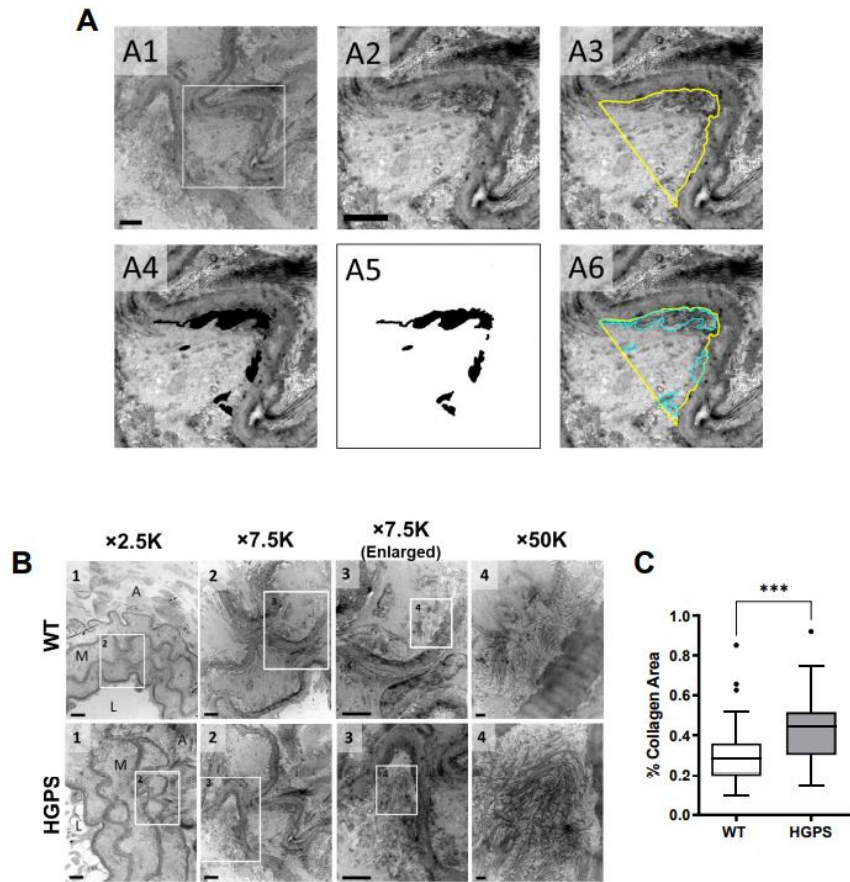 A
A1 A2 A3
A4 A5 A6
B
×2.5K ×7.5K ×7.5K ×50K
(Enlarged)
WT
1 2 3 4
A 3 4
M 2
L
HGPS
1 2 3 4
A
M 2 3 4
L
C
***
% Collagen Area
1.0
0.8
0.6
0.4
0.2
0.0
WT HGPS